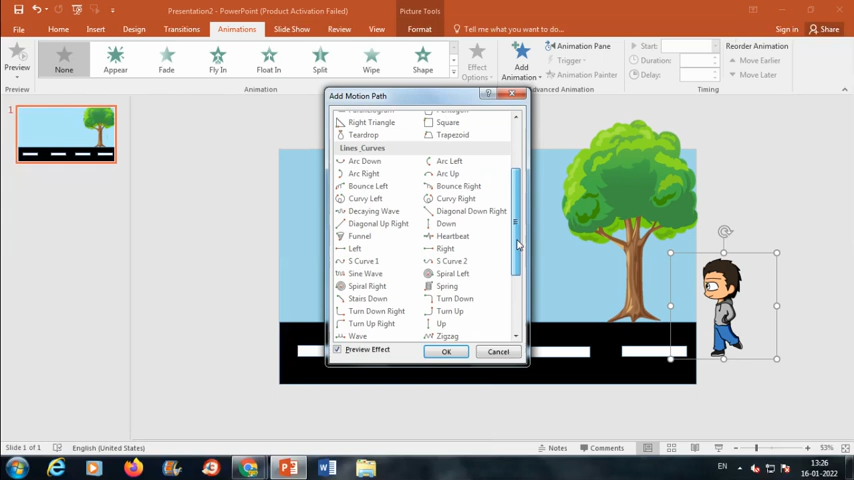 Presentation2 - PowerPoint (Product Activation Failed)
Picture Tools
File Home Insert Design Transitions Animations Slide Show Review View Format Tell me what you want to do... Sign in Share
Preview
None Appear Fade Fly In Float In Split Wipe Shape
Effect Options
Add Animation
Animation Pane
Trigger
Animation Painter
Start:
Duration:
Delay:
Reorder Animation
Move Earlier
Move Later
Preview Animation Advanced Animation Timing
1
Add Motion Path
Right Triangle Square
Teardrop Trapezoid
Lines_Curves
Arc Down Arc Left
Arc Right Arc Up
Bounce Left Bounce Right
Curvy Left Curvy Right
Decaying Wave Diagonal Down Right
Diagonal Up Right Down
Funnel Heartbeat
Left Right
S Curve 1 S Curve 2
Sine Wave Spiral Left
Spiral Right Spring
Stairs Down Turn Down
Turn Down Right Turn Up
Turn Up Right Up
Wave Zigzag
Preview Effect OK Cancel
Slide 1 of 1 English (United States) Notes Comments 53%
EN 13:26
16-01-2022